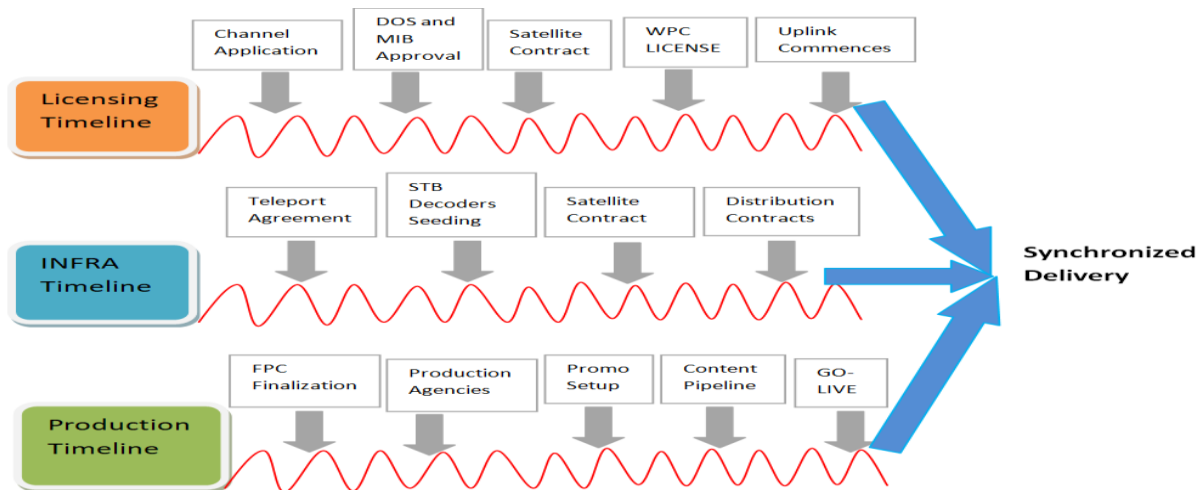 Channel
Application
DOS and
MIB
Approval
Satellite
Contract
WPC
LICENSE
Uplink
Commences
Licensing
Timeline
Teleport
Agreement
STB
Decoders
Seeding
Satellite
Contract
Distribution
Contracts
INFRA
Timeline
Synchronized
Delivery
FPC
Finalization
Production
Agencies
Promo
Setup
Content
Pipeline
GO-
LIVE
Production
Timeline